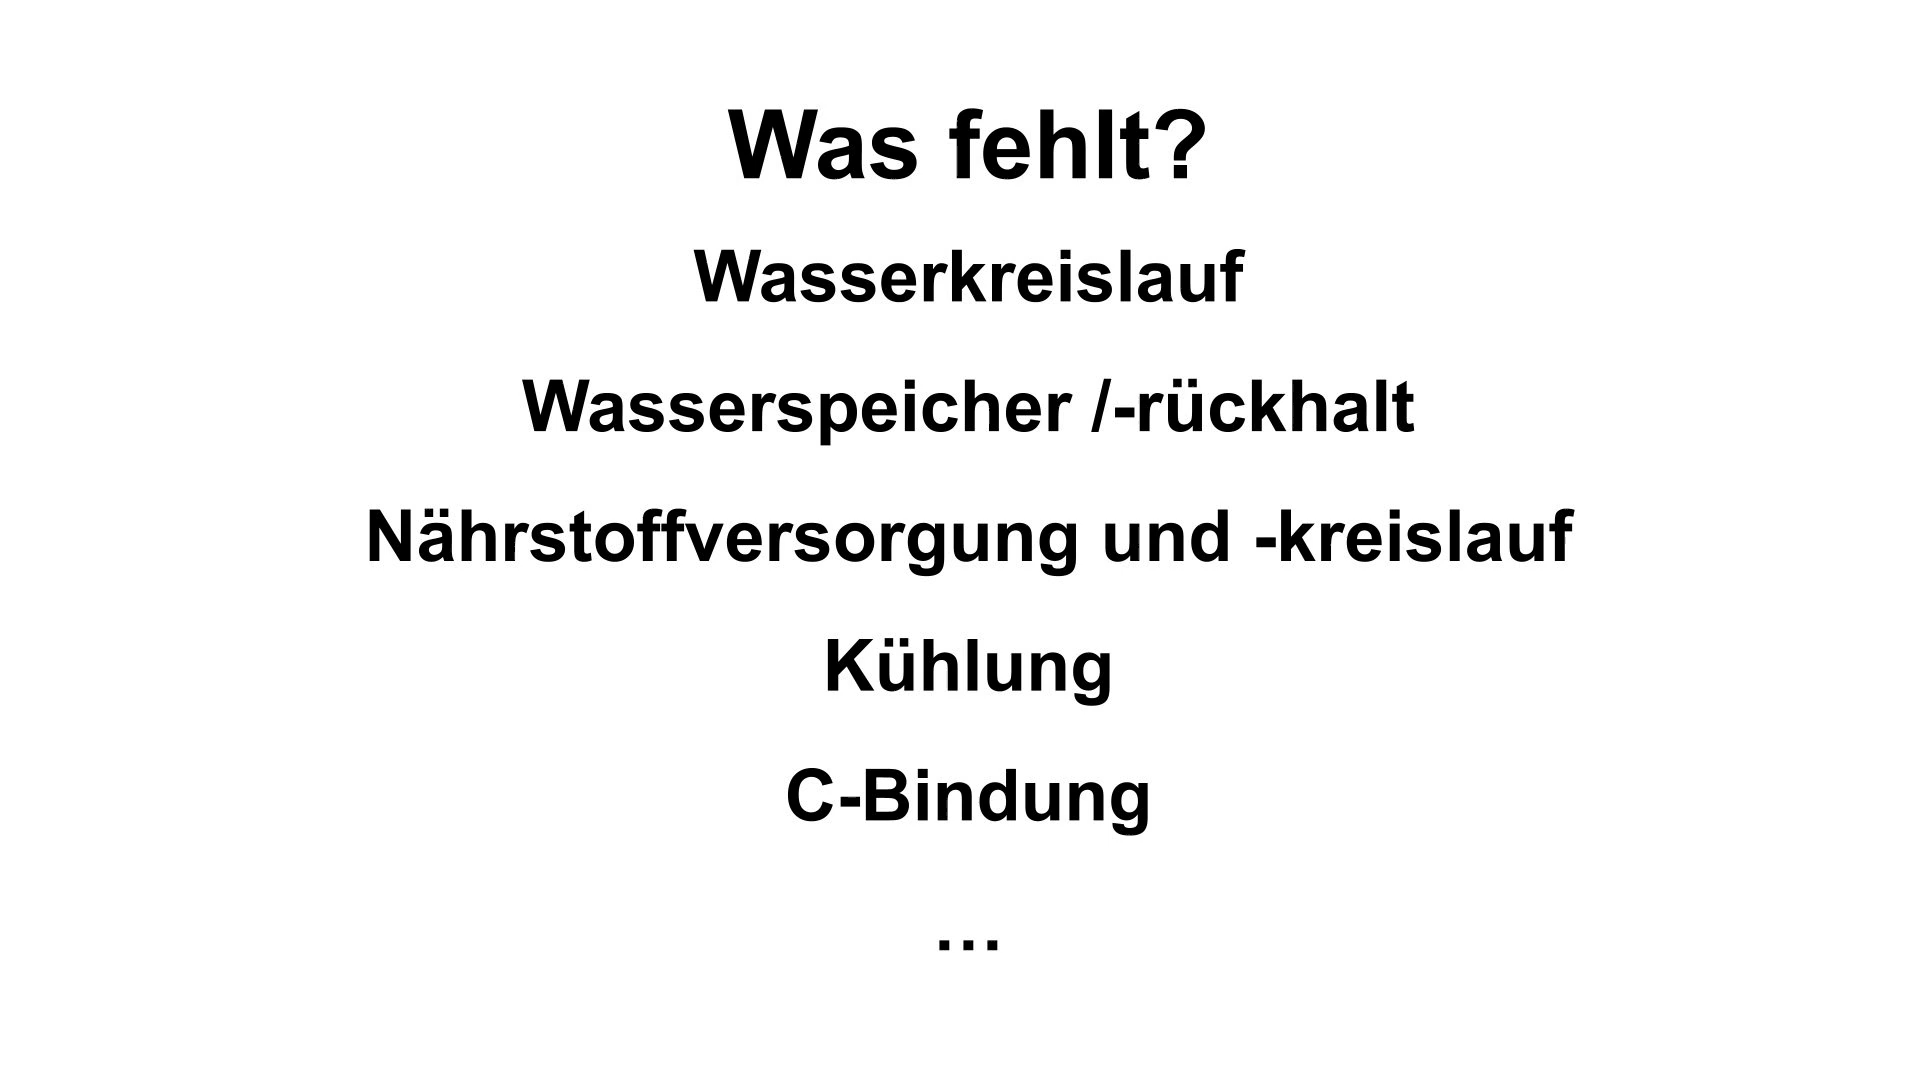 Was fehlt?
Wasserkreislauf
Wasserspeicher /-rückhalt
Nährstoffversorgung und -kreislauf
Kühlung
C-Bindung
…